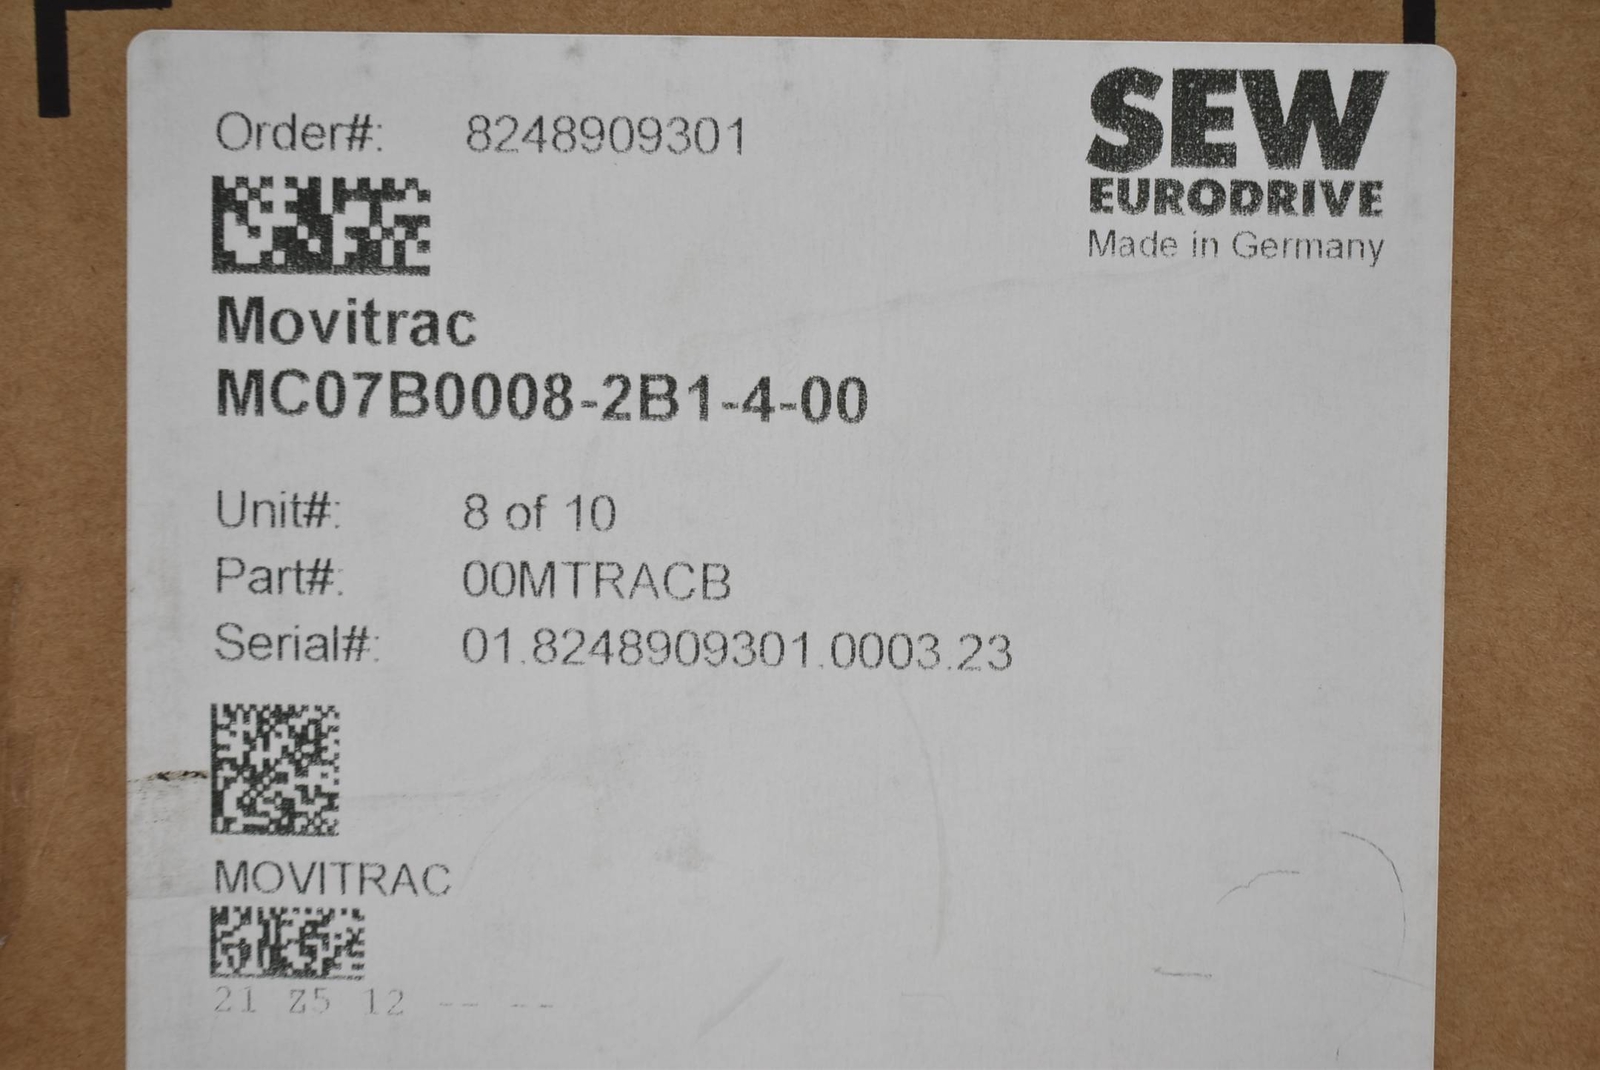 SEW
EURODRIVE
Made in Germany
Order#: 8248909301
Movitrac
MC07B0008-2B1-4-00
Unit#: 8 of 10
Part#: 00MTRACB
Serial#: 01.8248909301.0003.23
MOVITRAC
21 Z5 12 -- --